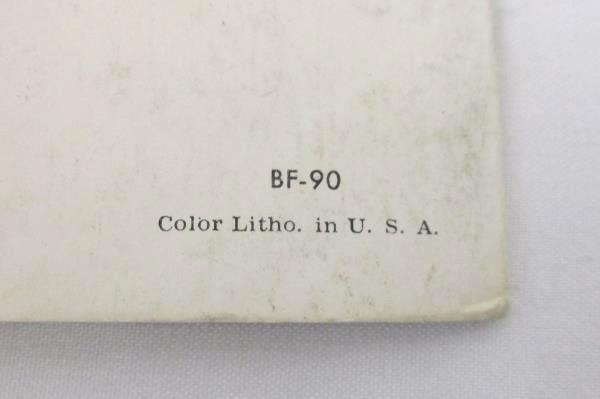 BF-90
Color Litho. in U. S. A.